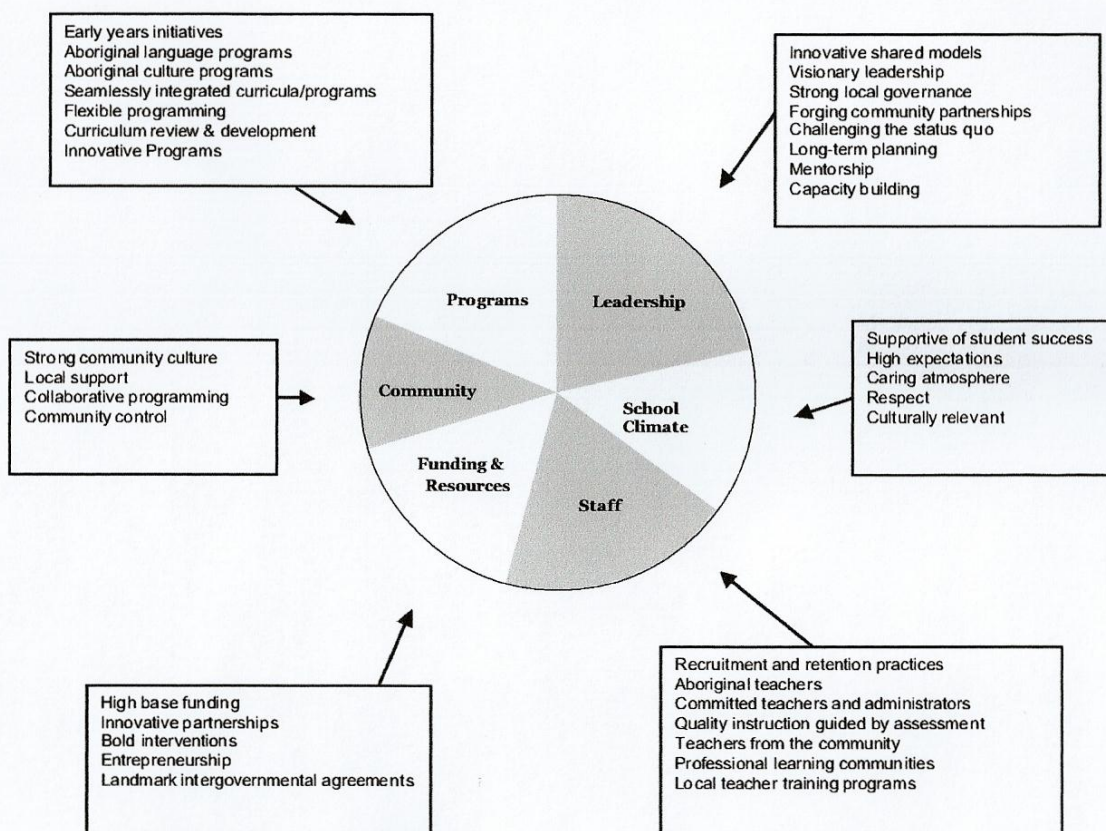 Early years initiatives
Aboriginal language programs
Aboriginal culture programs
Seamlessly integrated curricula/programs
Flexible programming
Curriculum review & development
Innovative Programs
Innovative shared models
Visionary leadership
Strong local governance
Forging community partnerships
Challenging the status quo
Long-term planning
Mentorship
Capacity building
Programs
Leadership
Strong community culture
Local support
Collaborative programming
Community control
Community
School
Climate
Supportive of student success
High expectations
Caring atmosphere
Respect
Culturally relevant
Funding &
Resources
Staff
High base funding
Innovative partnerships
Bold interventions
Entrepreneurship
Landmark intergovernmental agreements
Recruitment and retention practices
Aboriginal teachers
Committed teachers and administrators
Quality instruction guided by assessment
Teachers from the community
Professional learning communities
Local teacher training programs